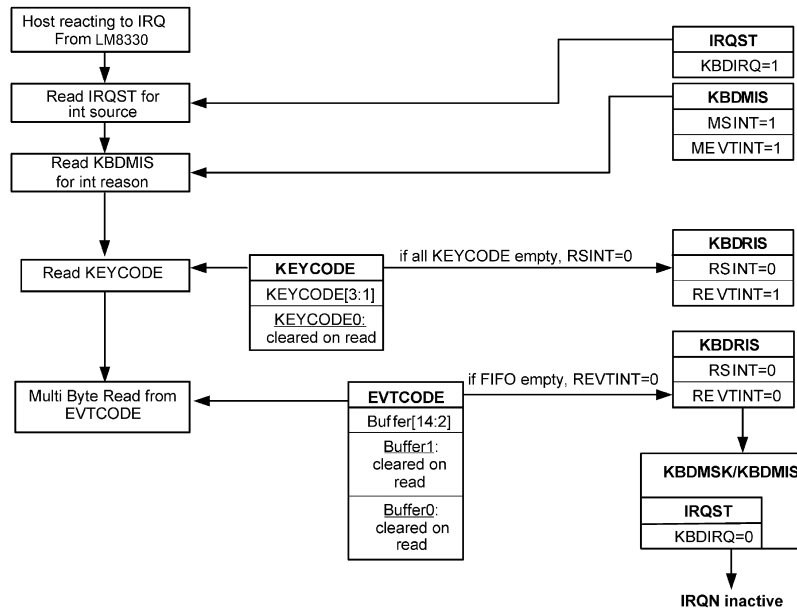 Host reacting to IRQ
From LM8330
IRQST
KBDIRQ=1
Read IRQST for
int source
KBDMIS
MSINT=1
MEVTINT=1
Read KBDMIS
for int reason
Read KEYCODE
KEYCODE
KEYCODE[3:1]
KEYCODE0:
cleared on read
if all KEYCODE empty, RSINT=0
KBDRIS
RSINT=0
REVTINT=1
Multi Byte Read from
EVTCODE
EVTCODE
Buffer[14:2]
Buffer1:
cleared on
read
Buffer0:
cleared on
read
if FIFO empty, REVTINT=0
KBDRIS
RSINT=0
REVTINT=0
KBDMSK/KBDMIS
IRQST
KBDIRQ=0
IRQN inactive